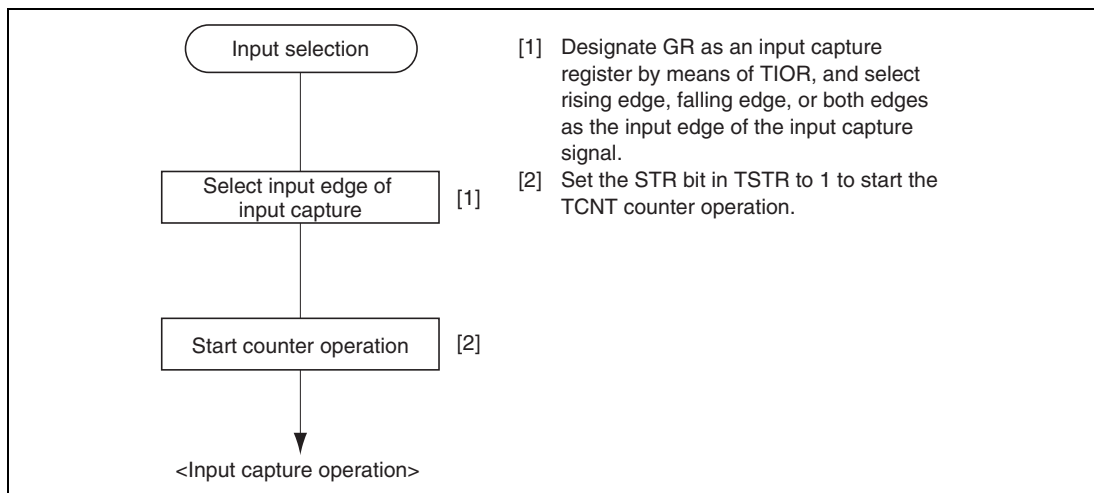 Input selection
Select input edge of
input capture
[1]
Start counter operation
[2]
<Input capture operation>
[1] Designate GR as an input capture
register by means of TIOR, and select
rising edge, falling edge, or both edges
as the input edge of the input capture
signal.
[2] Set the STR bit in TSTR to 1 to start the
TCNT counter operation.